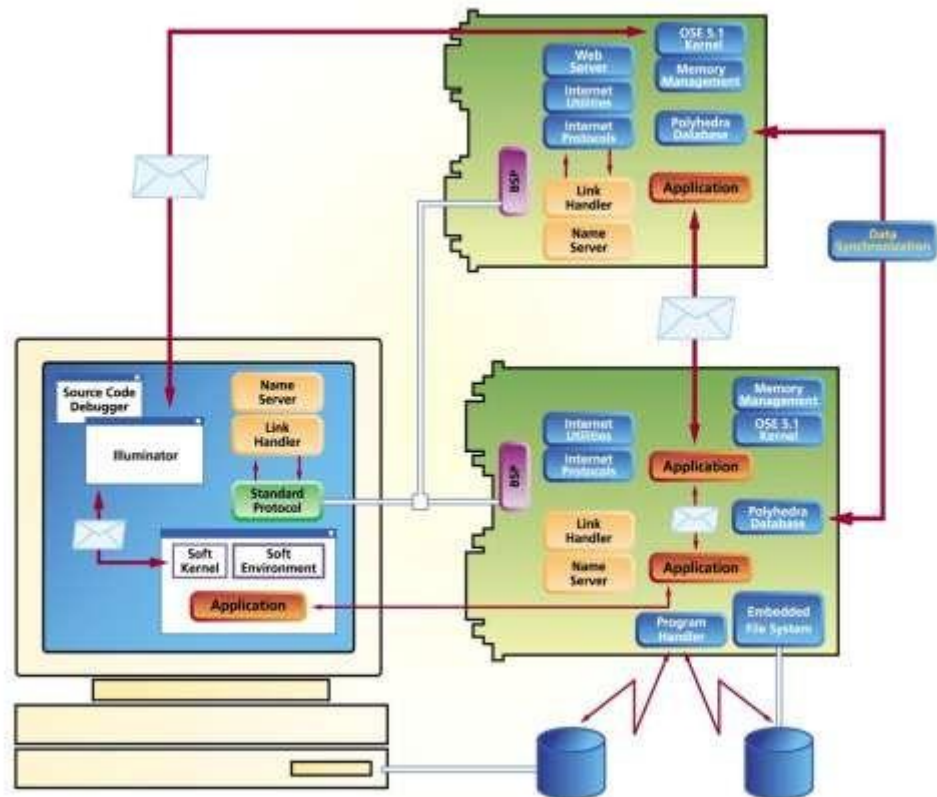 OSE 5.1
Kernel
Memory
Management
Web
Server
Internet
Utilities
Internet
Protocols
Polyhedra
Database
BSP
Link
Handler
Name
Server
Application
Data
Synchronization
Source Code
Debugger
Illuminator
Name
Server
Link
Handler
Standard
Protocol
Soft
Kernel
Soft
Environment
Application
Memory
Management
OSE 5.1
Kernel
Internet
Utilities
Internet
Protocols
BSP
Application
Polyhedra
Database
Link
Handler
Name
Server
Application
Program
Handler
Embedded
File System